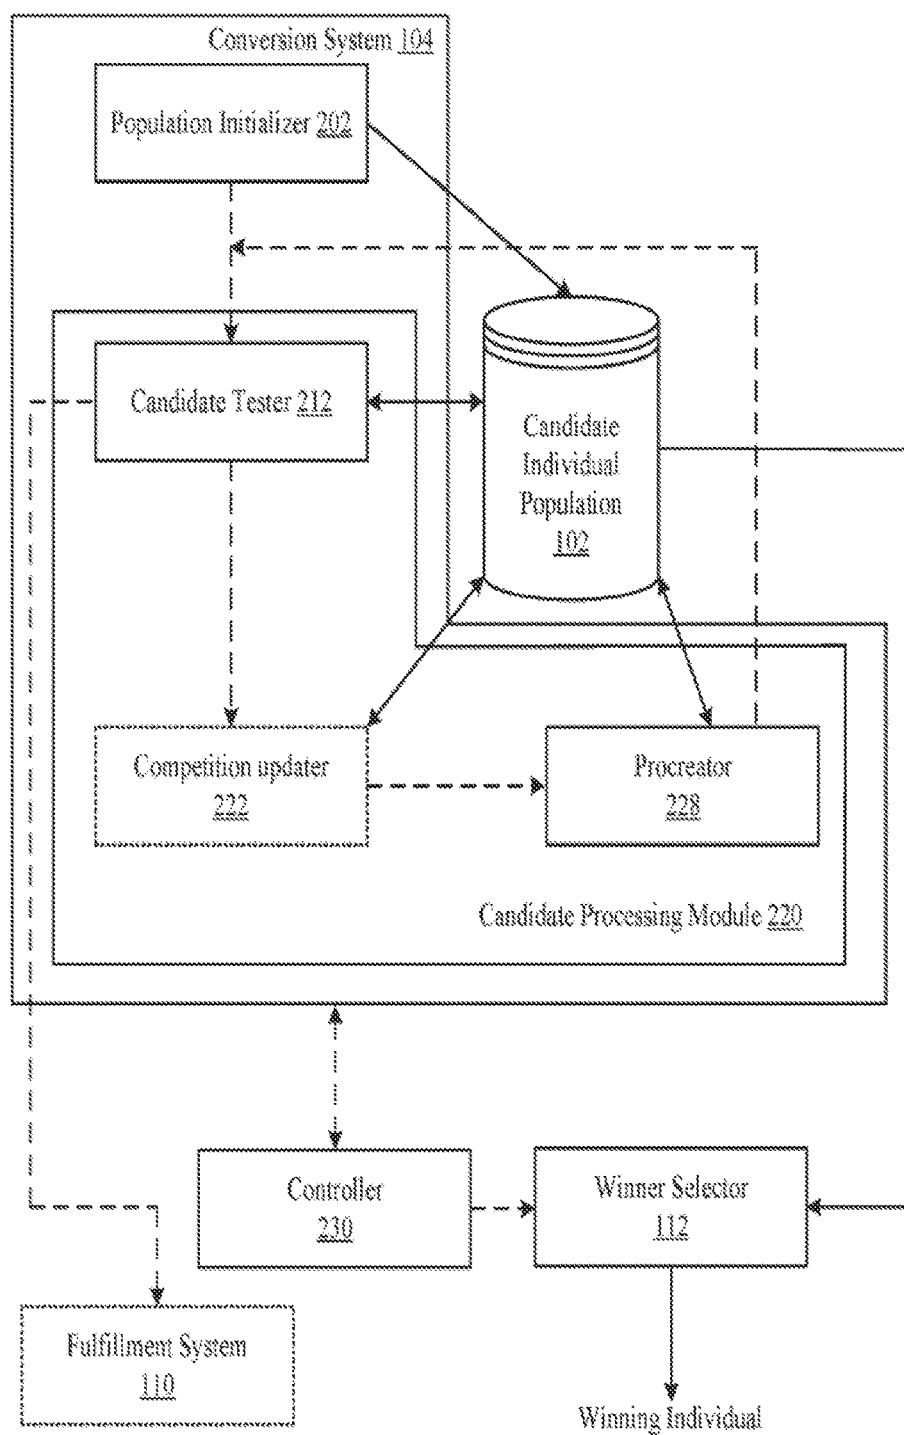 Conversion System 104
Population Initializer 202
Candidate Tester 212
Candidate
Individual
Population
102
Competition updater
222
Procreator
228
Candidate Processing Module 220
Controller
230
Winner Selector
112
Fulfillment System
110
Winning Individual